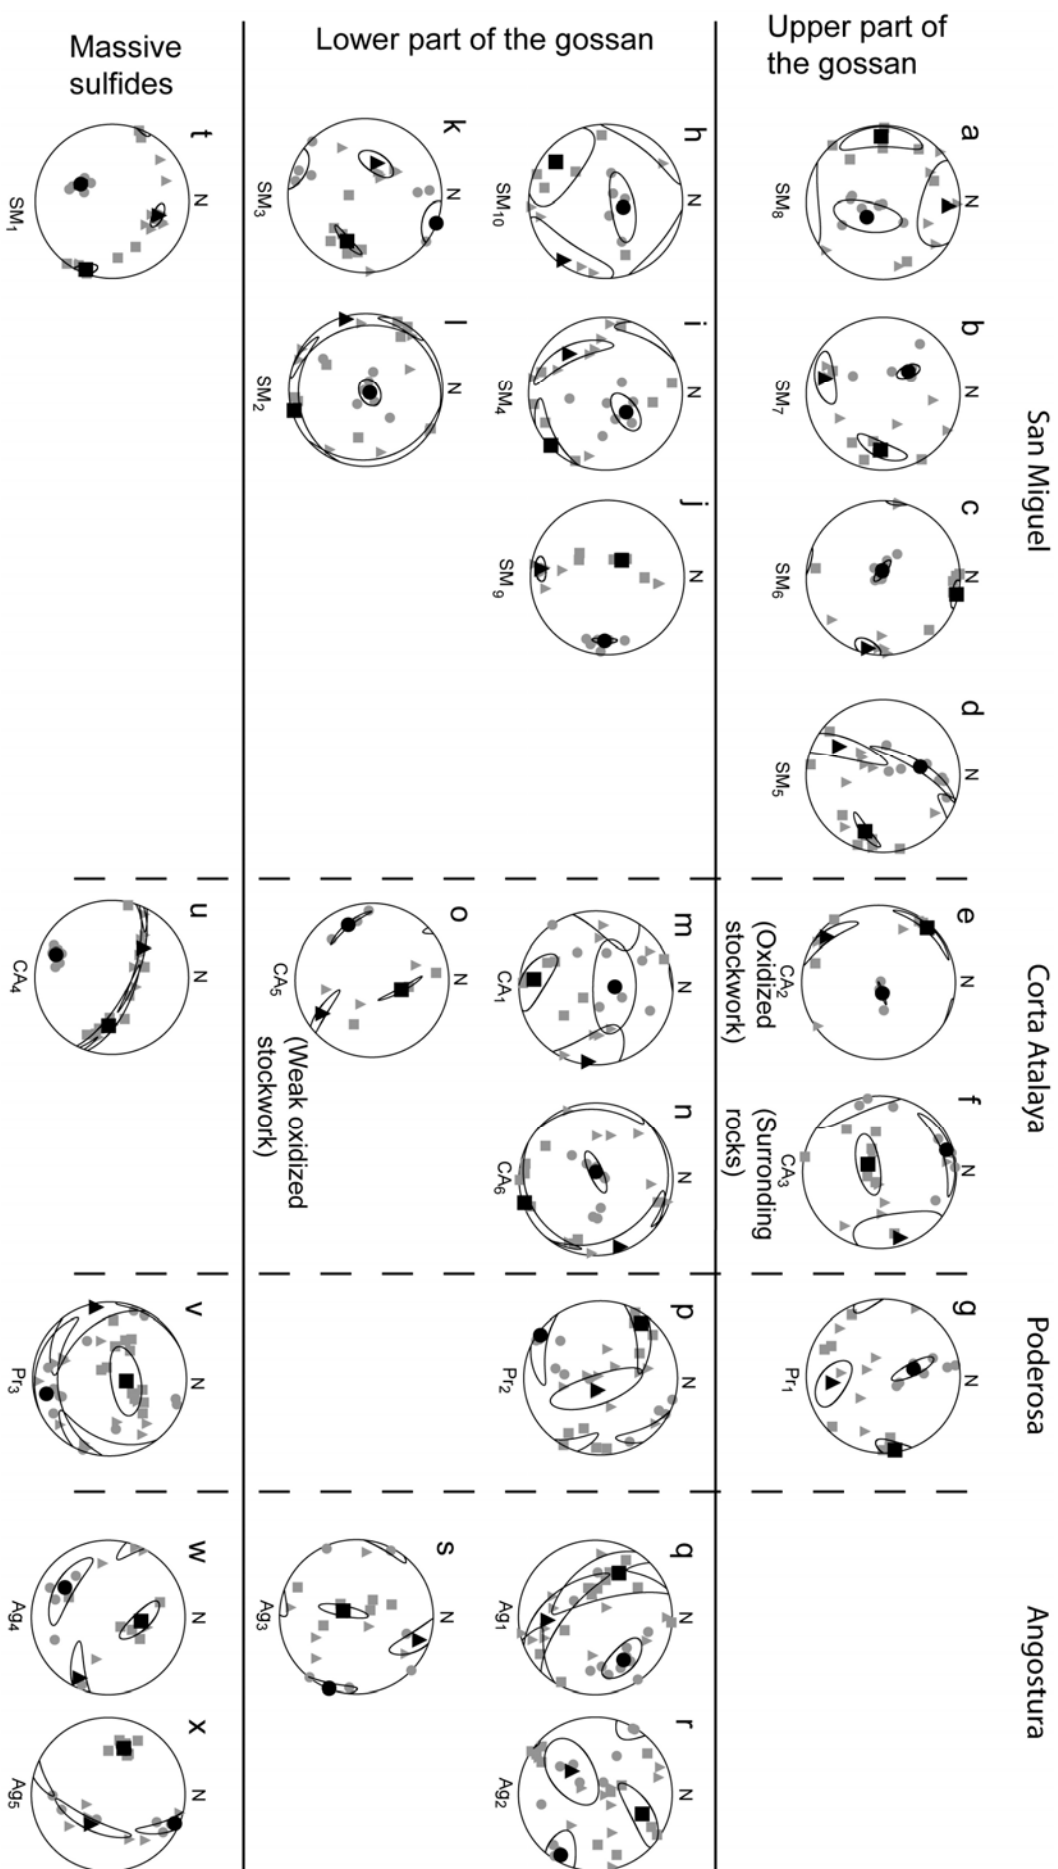 Massive
sulfides
Lower part of the gossan
Upper part of
the gossan
San Miguel
Corta Atalaya
Poderosa
Angostura
a
N
SM8
b
N
SM7
c
N
SM6
d
N
SM5
e
N
CA2
(Oxidized
stockwork)
f
N
CA3
(Surronding
rocks)
g
N
Pr1
h
N
SM10
i
N
SM4
j
N
SM9
k
N
SM3
l
N
SM2
m
N
CA1
n
N
CA6
o
N
CA5
(Weak oxidized
stockwork)
p
N
Pr2
q
N
Ag1
r
N
Ag2
s
N
Ag3
t
N
SM1
u
N
CA4
v
N
Pr3
w
N
Ag4
x
N
Ag5